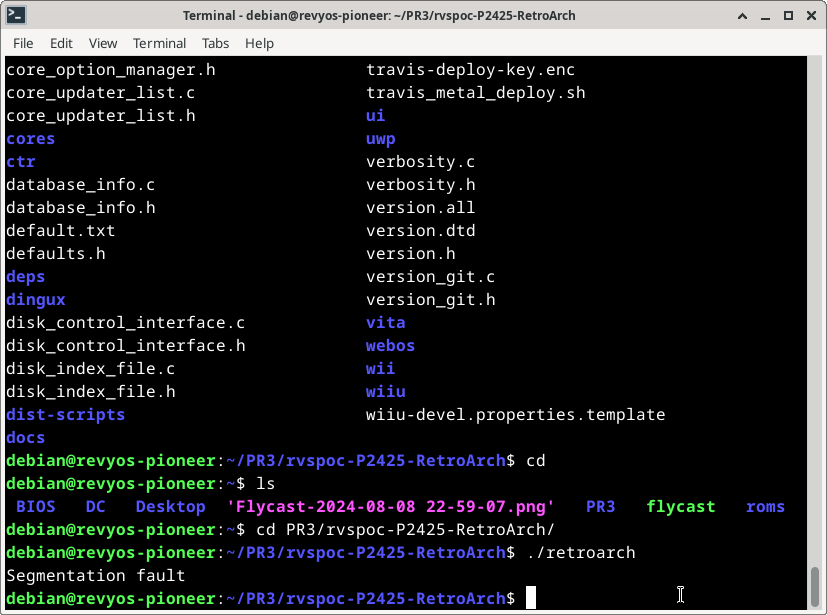 Terminal - debian@revyos-pioneer: ~/PR3/rvspoc-P2425-RetroArch
File Edit View Terminal Tabs Help
core_option_manager.h travis-deploy-key.enc
core_updater_list.c travis_metal_deploy.sh
core_updater_list.h ui
cores uwp
ctr verbosity.c
database_info.c verbosity.h
database_info.h version.all
default.txt version.dtd
defaults.h version.h
deps version_git.c
dingux version_git.h
disk_control_interface.c vita
disk_control_interface.h webos
disk_index_file.c wii
disk_index_file.h wiiu
dist-scripts wiiu-devel.properties.template
docs
debian@revyos-pioneer:~/PR3/rvspoc-P2425-RetroArch$ cd
debian@revyos-pioneer:~$ ls
BIOS DC Desktop 'Flycast-2024-08-08 22-59-07.png' PR3 flycast roms
debian@revyos-pioneer:~$ cd PR3/rvspoc-P2425-RetroArch/
debian@revyos-pioneer:~/PR3/rvspoc-P2425-RetroArch$ ./retroarch
Segmentation fault
debian@revyos-pioneer:~/PR3/rvspoc-P2425-RetroArch$